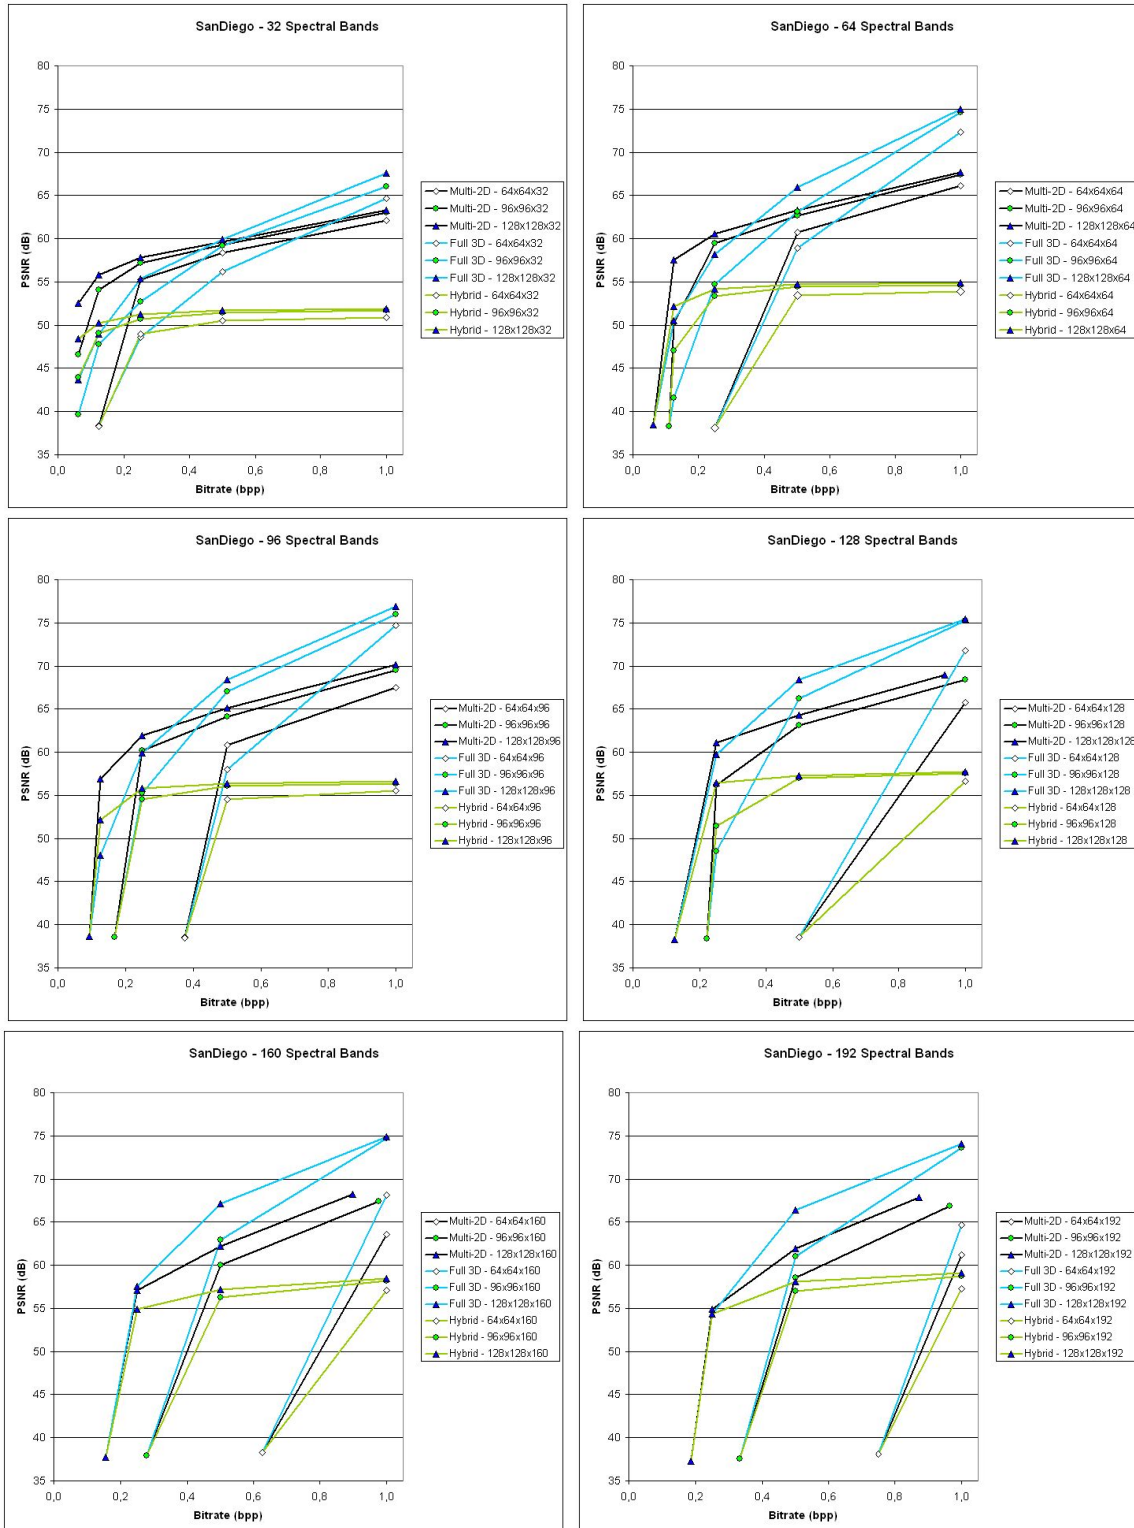 SanDiego - 32 Spectral Bands
80
75
70
65
60
55
50
45
40
35
PSNR (dB)
0,0 0,2 0,4 0,6 0,8 1,0
Bitrate (bpp)
Multi-2D - 64x64x32
Multi-2D - 96x96x32
Multi-2D - 128x128x32
Full 3D - 64x64x32
Full 3D - 96x96x32
Full 3D - 128x128x32
Hybrid - 64x64x32
Hybrid - 96x96x32
Hybrid - 128x128x32
SanDiego - 64 Spectral Bands
80
75
70
65
60
55
50
45
40
35
PSNR (dB)
0,0 0,2 0,4 0,6 0,8 1,0
Bitrate (bpp)
Multi-2D - 64x64x64
Multi-2D - 96x96x64
Multi-2D - 128x128x64
Full 3D - 64x64x64
Full 3D - 96x96x64
Full 3D - 128x128x64
Hybrid - 64x64x64
Hybrid - 96x96x64
Hybrid - 128x128x64
SanDiego - 96 Spectral Bands
80
75
70
65
60
55
50
45
40
35
PSNR (dB)
0,0 0,2 0,4 0,6 0,8 1,0
Bitrate (bpp)
Multi-2D - 64x64x96
Multi-2D - 96x96x96
Multi-2D - 128x128x96
Full 3D - 64x64x96
Full 3D - 96x96x96
Full 3D - 128x128x96
Hybrid - 64x64x96
Hybrid - 96x96x96
Hybrid - 128x128x96
SanDiego - 128 Spectral Bands
80
75
70
65
60
55
50
45
40
35
PSNR (dB)
0,0 0,2 0,4 0,6 0,8 1,0
Bitrate (bpp)
Multi-2D - 64x64x128
Multi-2D - 96x96x128
Multi-2D - 128x128x128
Full 3D - 64x64x128
Full 3D - 96x96x128
Full 3D - 128x128x128
Hybrid - 64x64x128
Hybrid - 96x96x128
Hybrid - 128x128x128
SanDiego - 160 Spectral Bands
80
75
70
65
60
55
50
45
40
35
PSNR (dB)
0,0 0,2 0,4 0,6 0,8 1,0
Bitrate (bpp)
Multi-2D - 64x64x160
Multi-2D - 96x96x160
Multi-2D - 128x128x160
Full 3D - 64x64x160
Full 3D - 96x96x160
Full 3D - 128x128x160
Hybrid - 64x64x160
Hybrid - 96x96x160
Hybrid - 128x128x160
SanDiego - 192 Spectral Bands
80
75
70
65
60
55
50
45
40
35
PSNR (dB)
0,0 0,2 0,4 0,6 0,8 1,0
Bitrate (bpp)
Multi-2D - 64x64x192
Multi-2D - 96x96x192
Multi-2D - 128x128x192
Full 3D - 64x64x192
Full 3D - 96x96x192
Full 3D - 128x128x192
Hybrid - 64x64x192
Hybrid - 96x96x192
Hybrid - 128x128x192